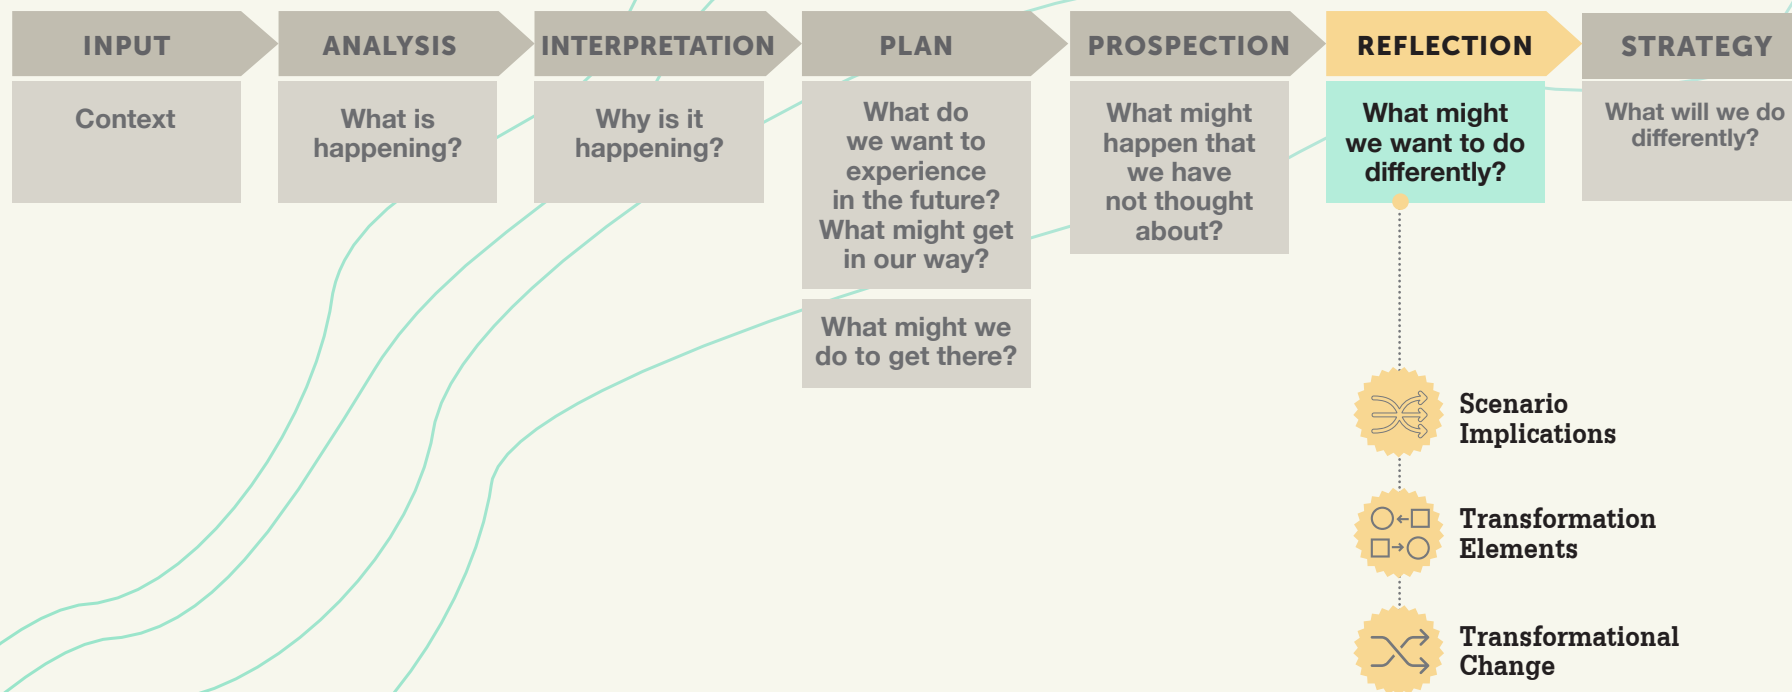 INPUT
ANALYSIS
INTERPRETATION
PLAN
PROSPECTION
REFLECTION
STRATEGY
Context
What is
happening?
Why is it
happening?
What do
we want to
experience
in the future?
What might get
in our way?
What might we
do to get there?
What might
happen that
we have
not thought
about?
What might
we want to do
differently?
What will we do
differently?
Scenario
Implications
Transformation
Elements
Transformational
Change